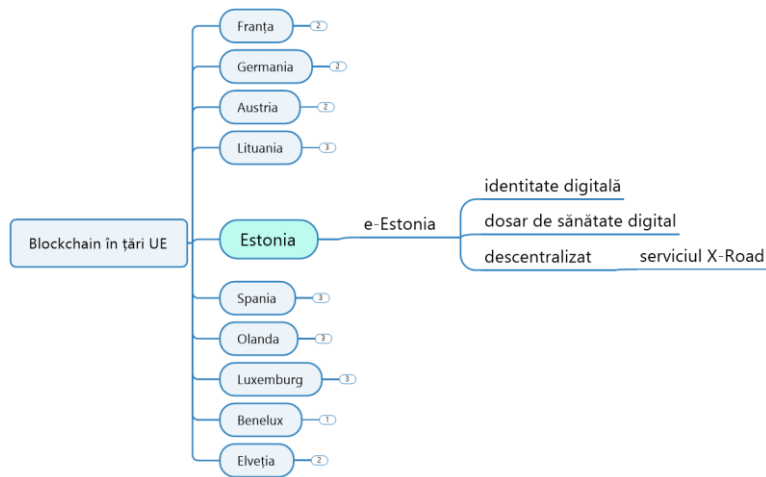 Blockchain în țări UE
Franța
2
Germania
2
Austria
2
Lituania
3
Estonia
e-Estonia
identitate digitală
dosar de sănătate digital
descentralizat
serviciul X-Road
Spania
3
Olanda
3
Luxemburg
3
Benelux
1
Elveția
2